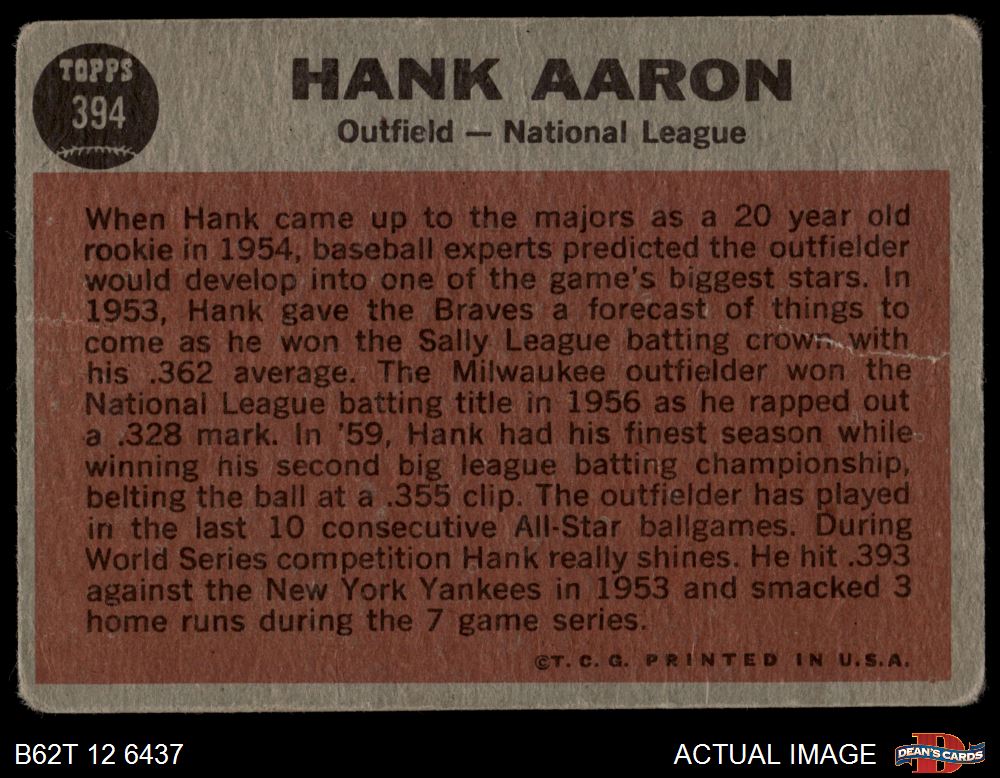 TOPPS
394
HANK AARON
Outfield — National League
When Hank came up to the majors as a 20 year old
rookie in 1954, baseball experts predicted the outfielder
would develop into one of the game's biggest stars. In
1953, Hank gave the Braves a forecast of things to
come as he won the Sally League batting crown with
his .362 average. The Milwaukee outfielder won the
National League batting title in 1956 as he rapped out
a .328 mark. In '59, Hank had his finest season while
winning his second big league batting championship,
belting the ball at a .355 clip. The outfielder has played
in the last 10 consecutive All-Star ballgames. During
World Series competition Hank really shines. He hit .393
against the New York Yankees in 1953 and smacked 3
home runs during the 7 game series.
©T. C. G. PRINTED IN U.S.A.
B62T 12 6437
ACTUAL IMAGE
DEAN'S CARDS